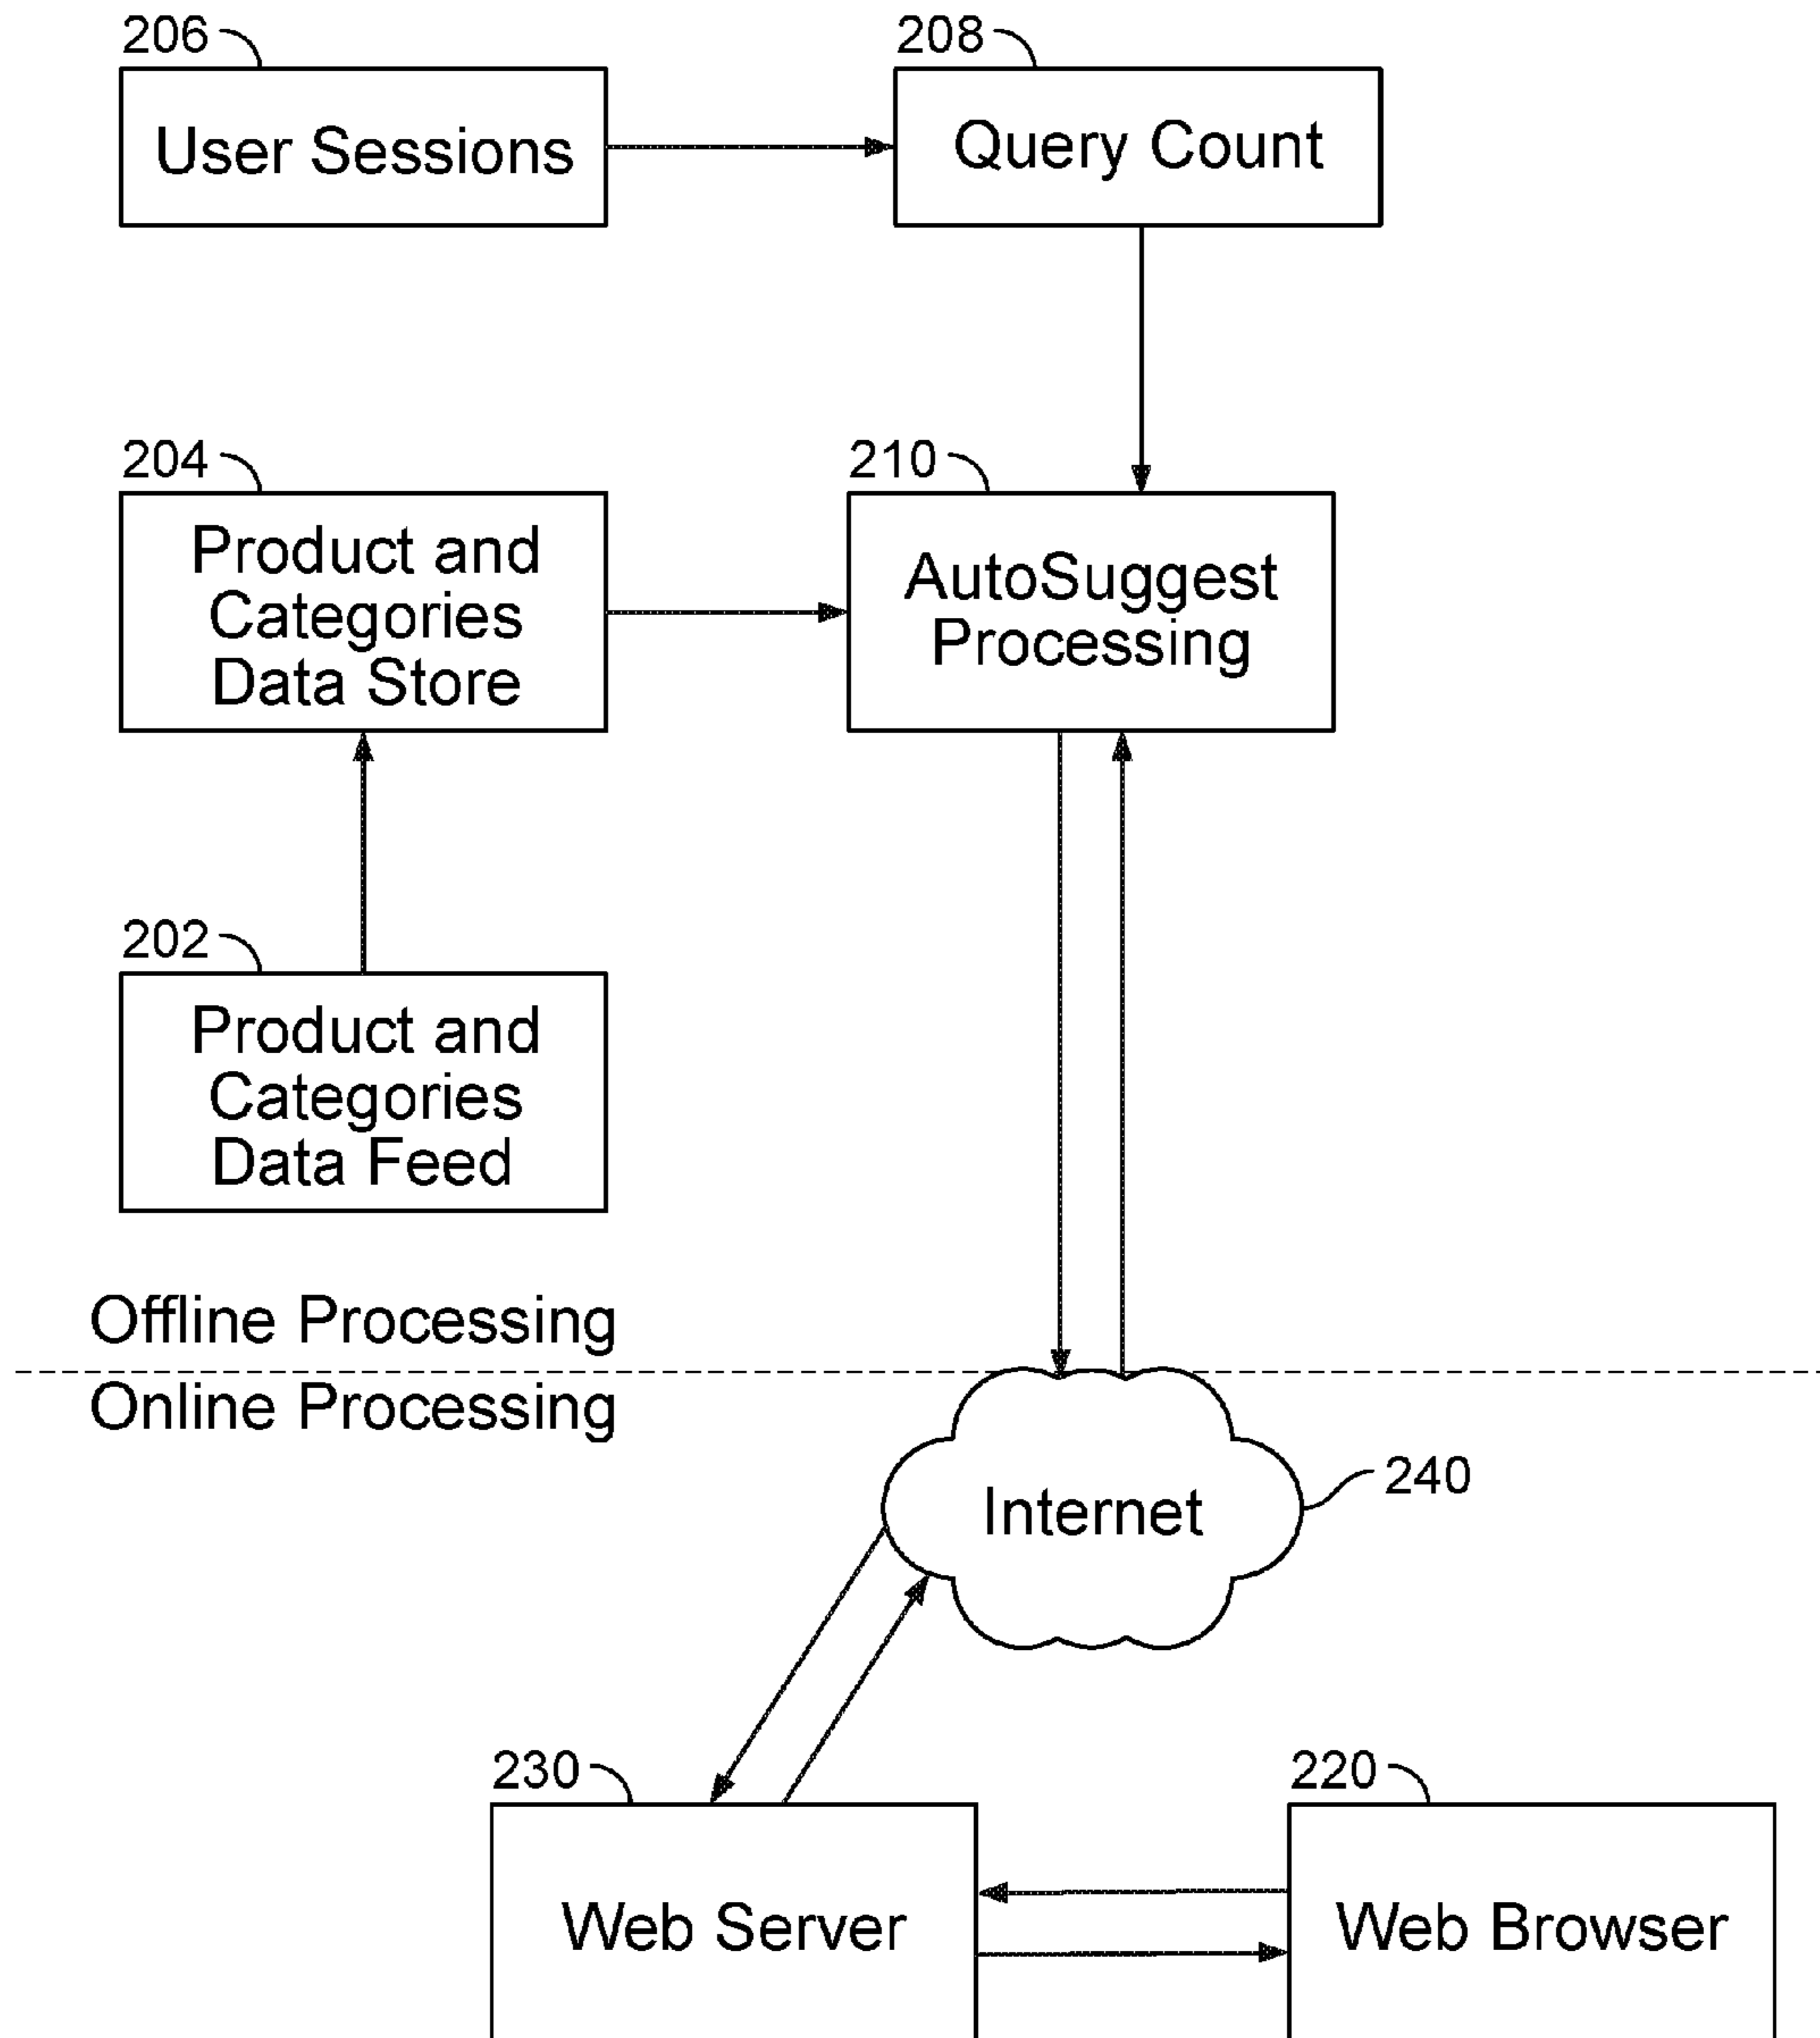 206
208
User Sessions
Query Count
204
210
Product and
Categories
Data Store
AutoSuggest
Processing
202
Product and
Categories
Data Feed
Offline Processing
Online Processing
Internet
240
230
220
Web Server
Web Browser